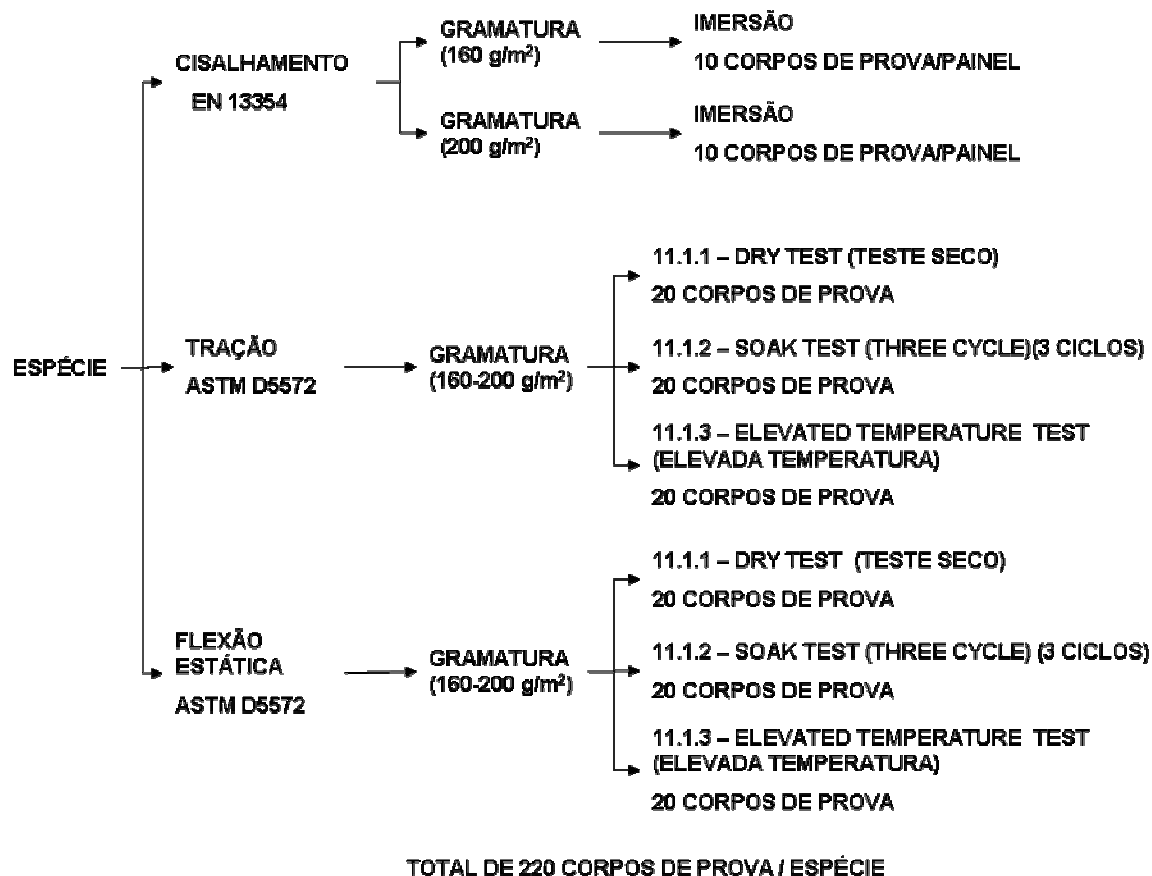 CISALHAMENTO
EN 13354
GRAMATURA
(160 g/m²)
IMERSÃO
10 CORPOS DE PROVA/PAINEL
GRAMATURA
(200 g/m²)
IMERSÃO
10 CORPOS DE PROVA/PAINEL
ESPÉCIE
TRAÇÃO
ASTM D5572
GRAMATURA
(160-200 g/m²)
11.1.1 – DRY TEST (TESTE SECO)
20 CORPOS DE PROVA
11.1.2 – SOAK TEST (THREE CYCLE)(3 CICLOS)
20 CORPOS DE PROVA
11.1.3 – ELEVATED TEMPERATURE TEST
(ELEVADA TEMPERATURA)
20 CORPOS DE PROVA
FLEXÃO
ESTÁTICA
ASTM D5572
GRAMATURA
(160-200 g/m²)
11.1.1 – DRY TEST (TESTE SECO)
20 CORPOS DE PROVA
11.1.2 – SOAK TEST (THREE CYCLE) (3 CICLOS)
20 CORPOS DE PROVA
11.1.3 – ELEVATED TEMPERATURE TEST
(ELEVADA TEMPERATURA)
20 CORPOS DE PROVA
TOTAL DE 220 CORPOS DE PROVA / ESPÉCIE